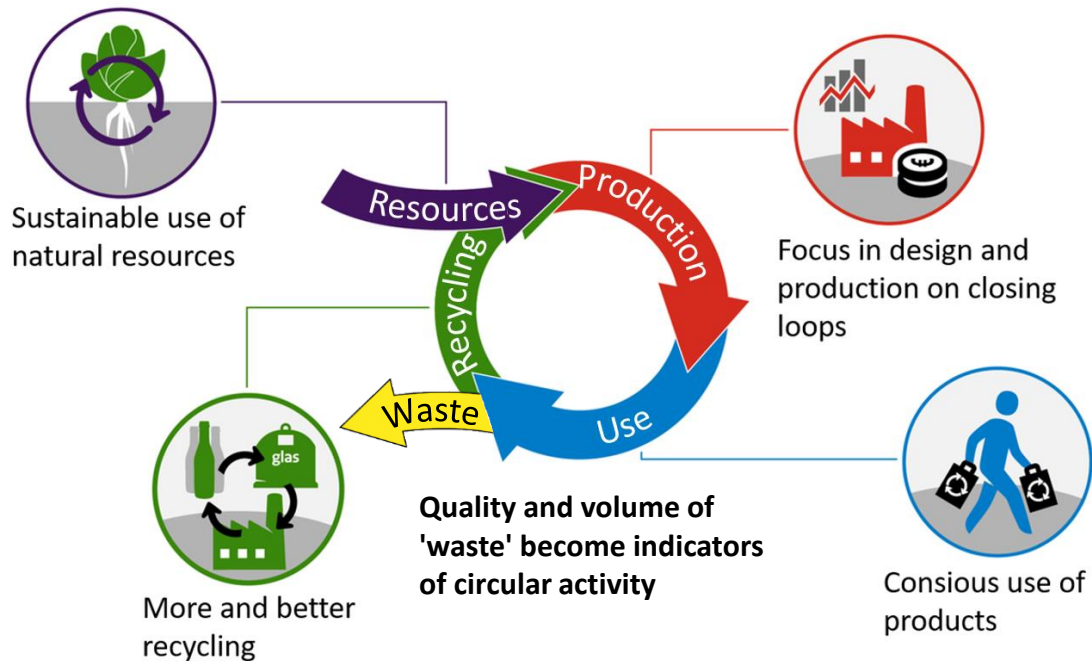 Sustainable use of
natural resources
Resources
Production
Focus in design and
production on closing
loops
Recycling
Waste
Use
glas
More and better
recycling
Quality and volume of
'waste' become indicators
of circular activity
Consious use of
products